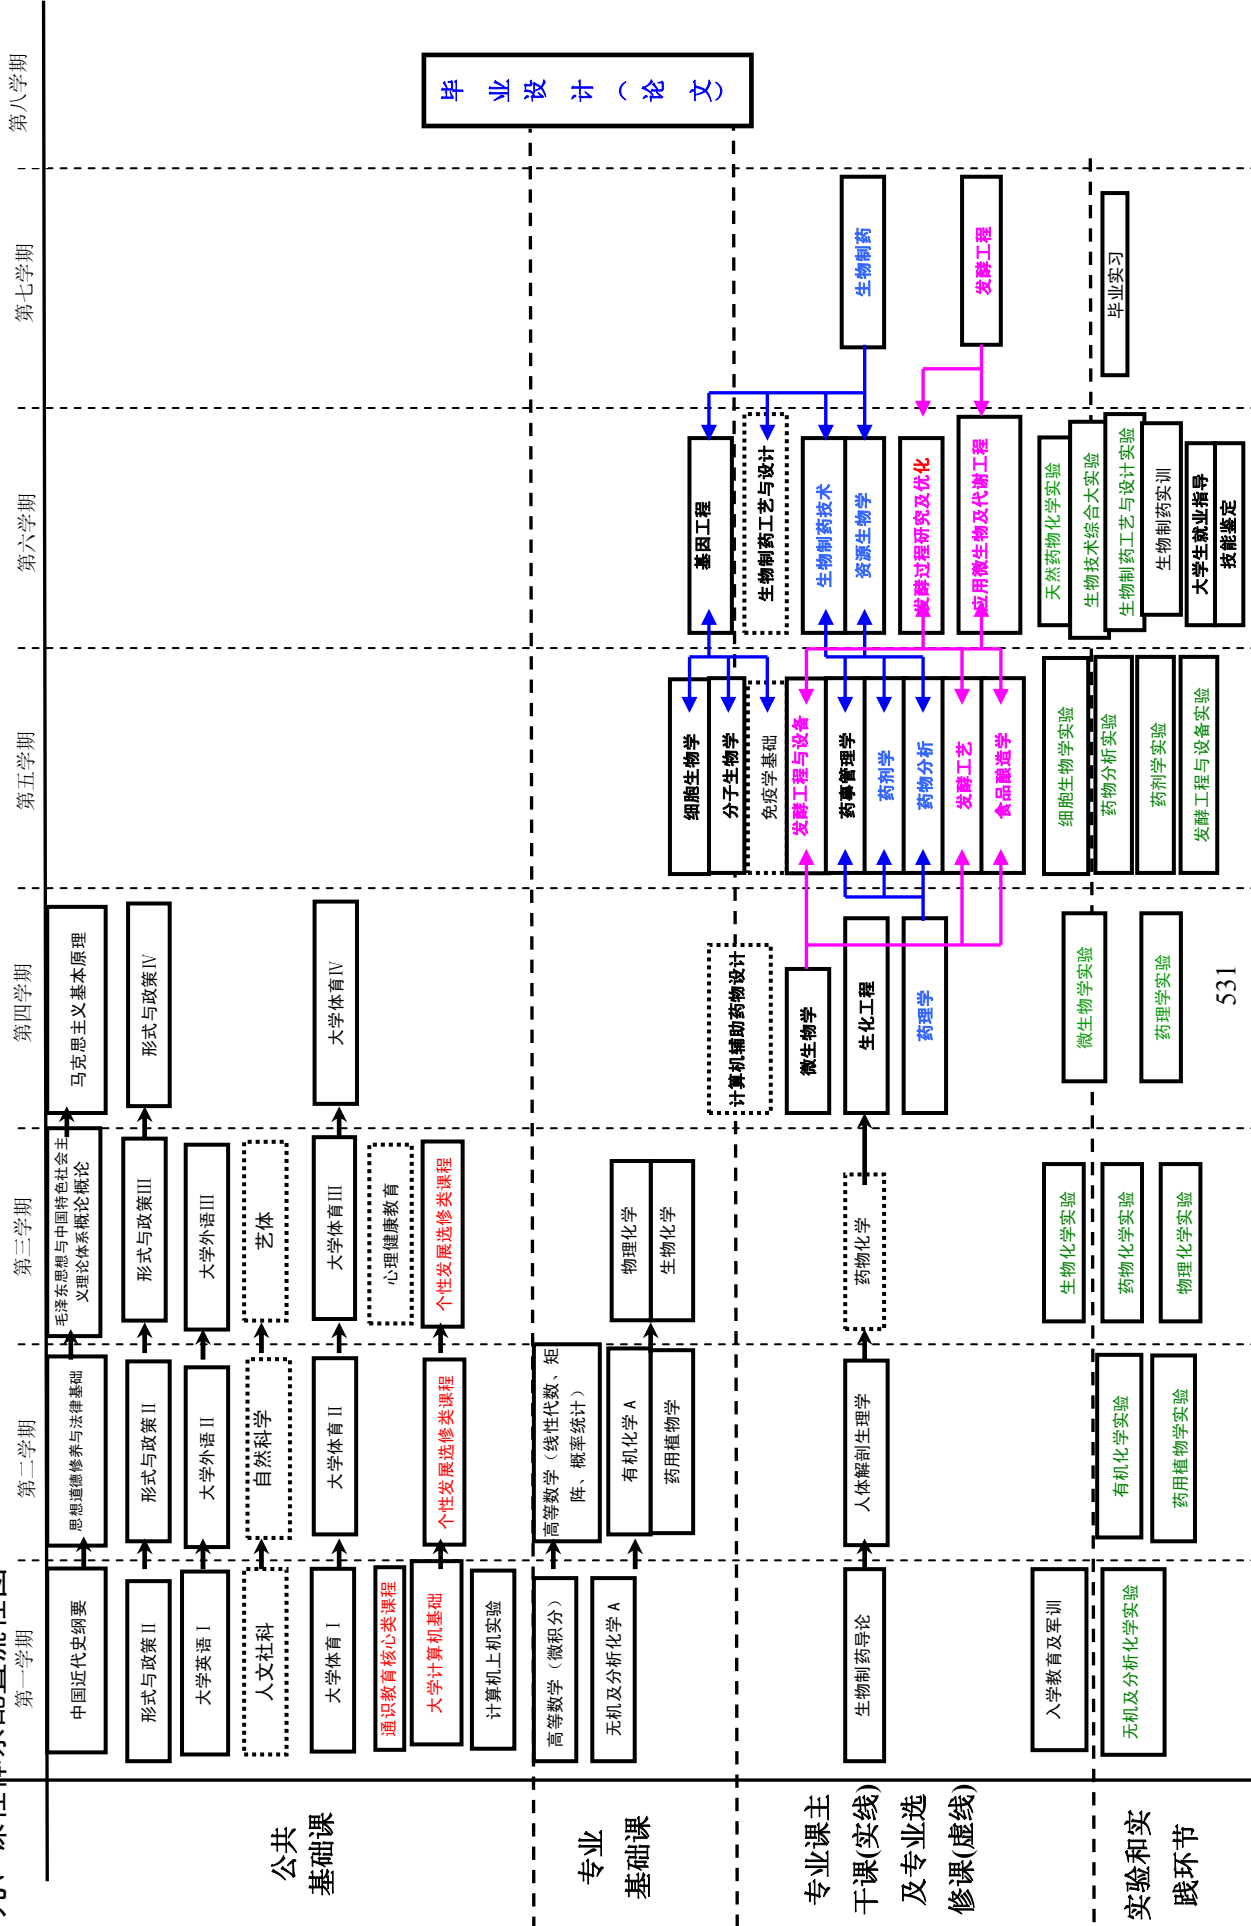 第一学期
第二学期
第三学期
第四学期
第五学期
第六学期
第七学期
第八学期
公共
基础课
中国近代史纲要
思想道德修养与法律基础
毛泽东思想与中国特色社会主
义理论体系概论概论
马克思主义基本原理
形式与政策II
形式与政策II
形式与政策III
形式与政策IV
大学英语 I
大学外语 II
大学外语III
人文社科
自然科学
艺体
大学体育 I
大学体育 II
大学体育III
大学体育IV
通识教育核心类课程
心理健康教育
大学计算机基础
个性发展选修类课程
个性发展选修类课程
计算机上机实验
毕 业 设 计 （ 论 文）
专业
基础课
高等数学（微积分）
高等数学（线性代数、矩
阵、概率统计）
无机及分析化学 A
有机化学 A
药用植物学
物理化学
生物化学
专业课主
干课(实线)
及专业选
修课(虚线)
生物制药导论
人体解剖生理学
药物化学
计算机辅助药物设计
微生物学
生化工程
药理学
细胞生物学
分子生物学
免疫学基础
发酵工程与设备
药事管理学
药剂学
药物分析
发酵工艺
食品酿造学
基因工程
生物制药工艺与设计
生物制药技术
资源生物学
发酵过程研究及优化
应用微生物及代谢工程
生物制药
发酵工程
实验和实
践环节
入学教育及军训
无机及分析化学实验
有机化学实验
药用植物学实验
生物化学实验
药物化学实验
物理化学实验
微生物学实验
药理学实验
细胞生物学实验
药物分析实验
药剂学实验
发酵工程与设备实验
天然药物化学实验
生物技术综合大实验
生物制药工艺与设计实验
生物制药实训
大学生就业指导
技能鉴定
毕业实习
531